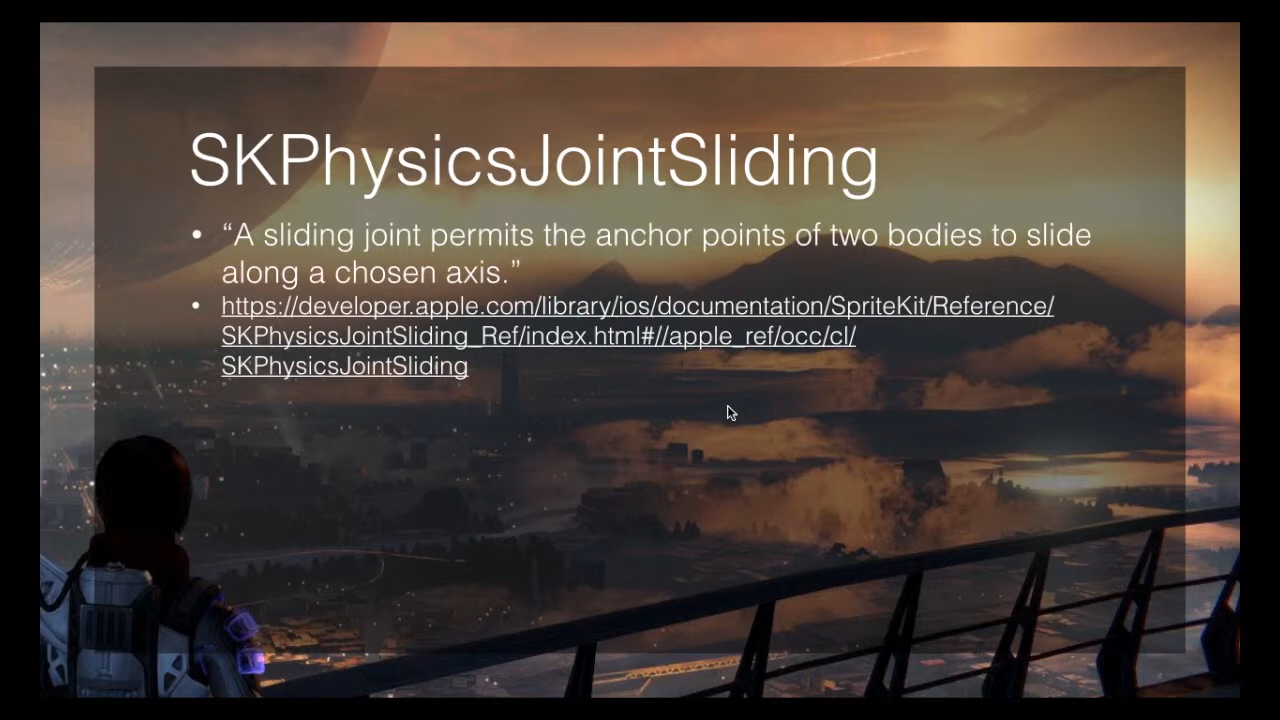 SKPhysicsJointSliding
• “A sliding joint permits the anchor points of two bodies to slide
along a chosen axis.”
• https://developer.apple.com/library/ios/documentation/SpriteKit/Reference/
SKPhysicsJointSliding_Ref/index.html#//apple_ref/occ/cl/
SKPhysicsJointSliding